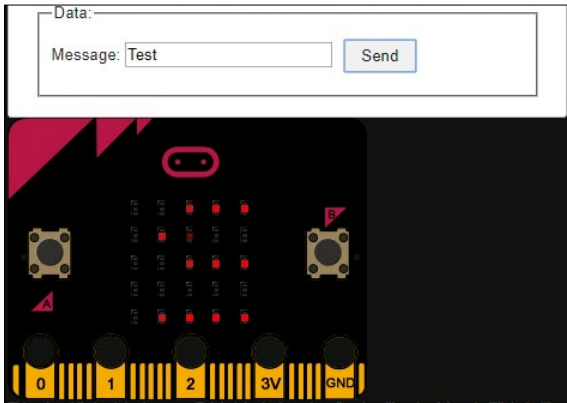 Data:
Message: Test Send
B
A
0 1 2 3V GND